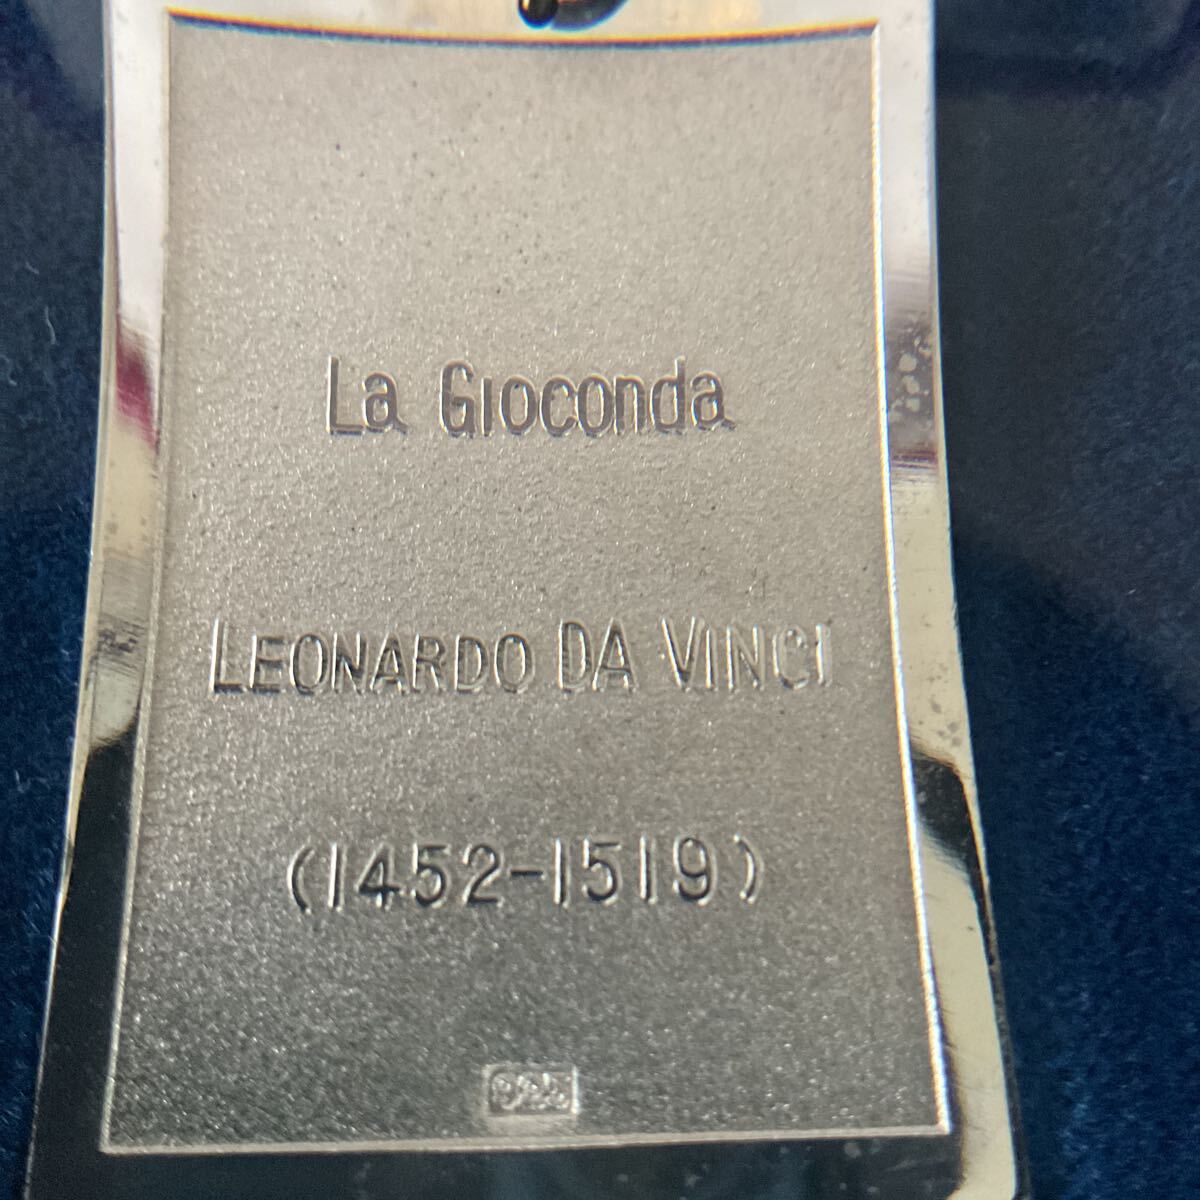 La Gioconda
LEONARDO DA VINCI
(1452-1519)